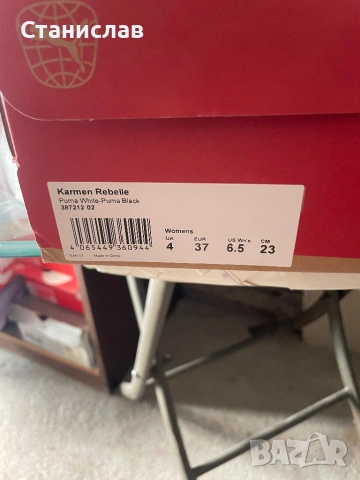 Станислав
Karmen Rebelle
Puma White-Puma Black
387212 02
4 065449 360944
Made in China
Womens
UK EUR US Wn's CM
4 37 6.5 23
BAZAR